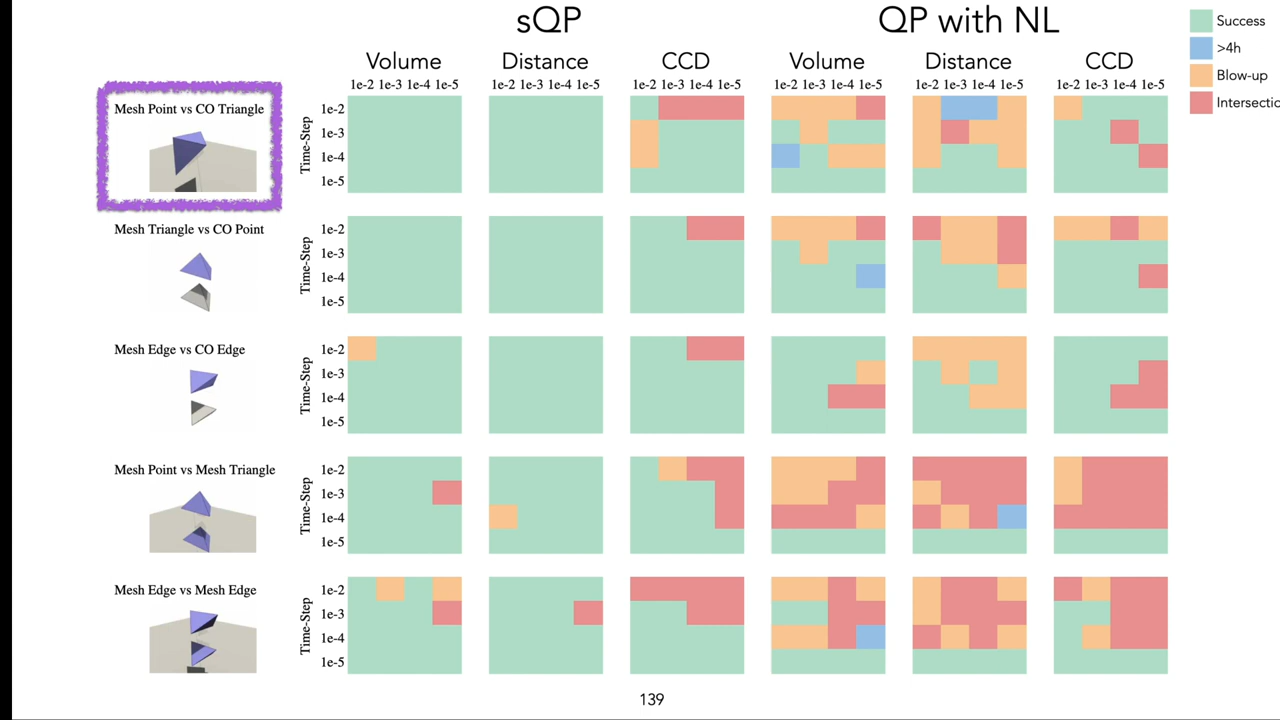 sQP
QP with NL
Success
>4h
Blow-up
Intersectio
Volume
Distance
CCD
Volume
Distance
CCD
1e-2 1e-3 1e-4 1e-5
1e-2 1e-3 1e-4 1e-5
1e-2 1e-3 1e-4 1e-5
1e-2 1e-3 1e-4 1e-5
1e-2 1e-3 1e-4 1e-5
1e-2 1e-3 1e-4 1e-5
Mesh Point vs CO Triangle
Time-Step
1e-2
1e-3
1e-4
1e-5
Mesh Triangle vs CO Point
Time-Step
1e-2
1e-3
1e-4
1e-5
Mesh Edge vs CO Edge
Time-Step
1e-2
1e-3
1e-4
1e-5
Mesh Point vs Mesh Triangle
Time-Step
1e-2
1e-3
1e-4
1e-5
Mesh Edge vs Mesh Edge
Time-Step
1e-2
1e-3
1e-4
1e-5
139